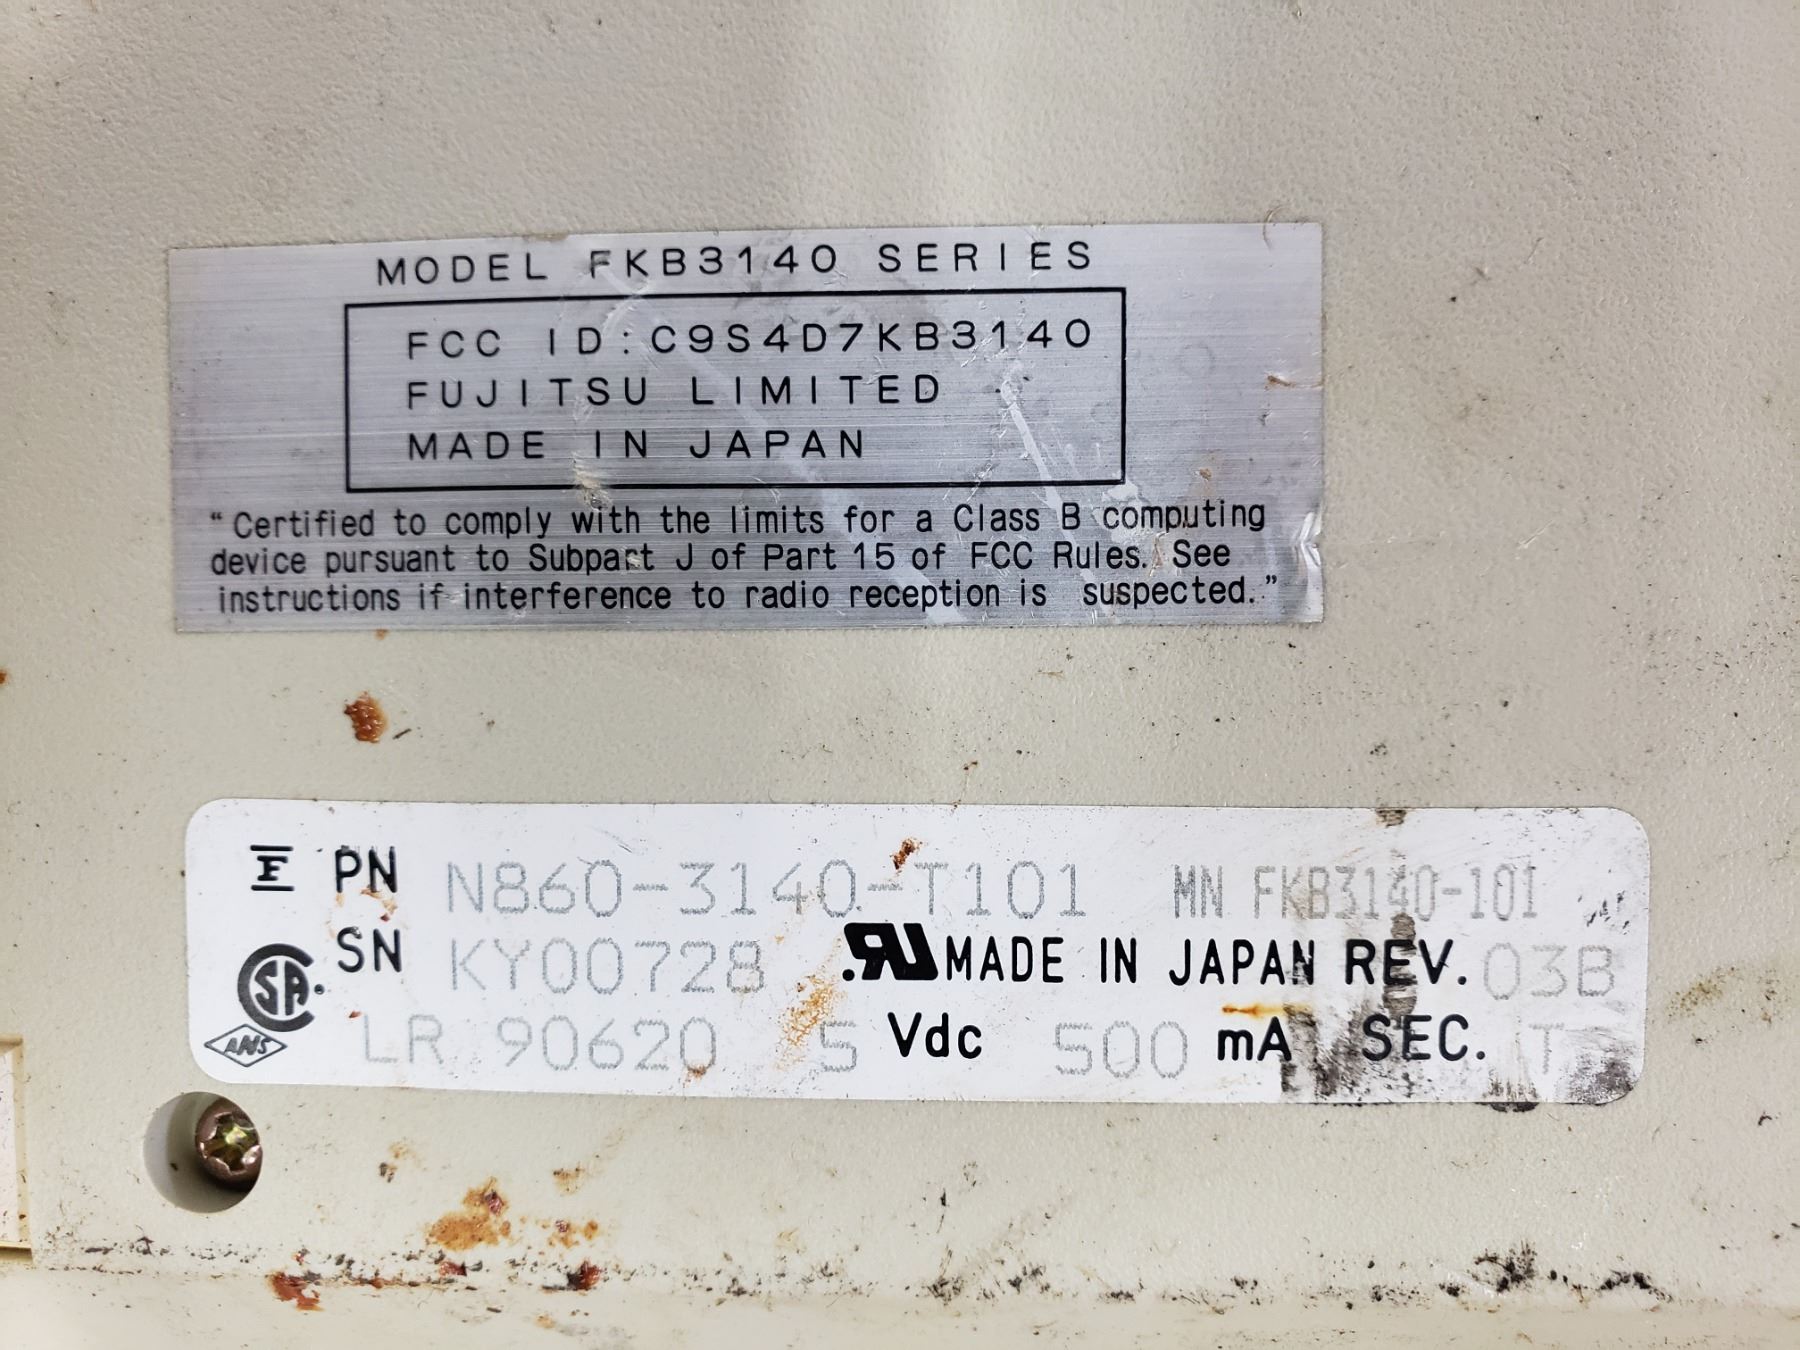 MODEL FKB3140 SERIES
FCC ID: C9S4D7KB3140
FUJITSU LIMITED
MADE IN JAPAN
“Certified to comply with the limits for a Class B computing
device pursuant to Subpart J of Part 15 of FCC Rules. See
instructions if interference to radio reception is suspected.”
F PN N860-3140-T101 MN FKB3140-101
SA SN KY00728 RU MADE IN JAPAN REV. 03B
ANS LR 90620 5 Vdc 500 mA SEC. T